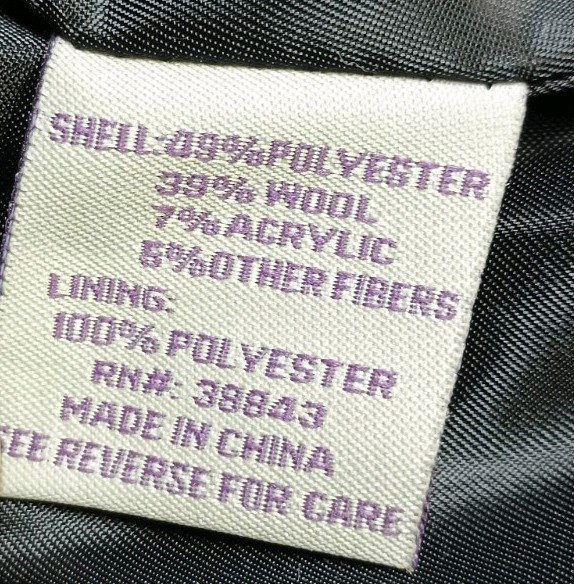 SHELL:49%POLYESTER
39% WOOL
7% ACRYLIC
5%OTHER FIBERS
LINING:
100% POLYESTER
RN#: 38843
MADE IN CHINA
SEE REVERSE FOR CARE